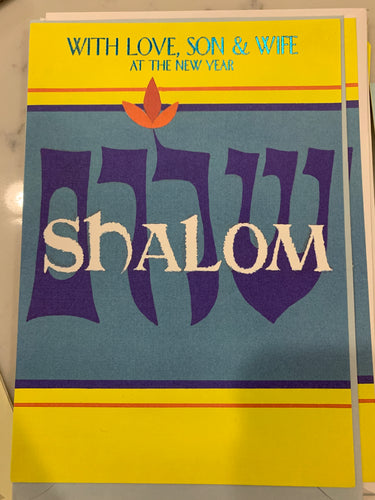 WITH LOVE, SON & WIFE
AT THE NEW YEAR
שלום
SHALOM